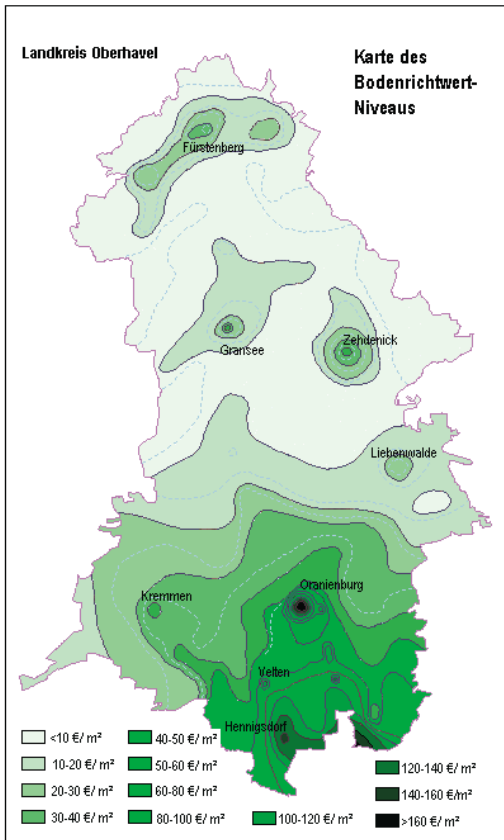 Landkreis Oberhavel
Karte des
Bodenrichtwert-
Niveaus
Fürstenberg
Gransee
Zehdenick
Liebenwalde
Oranienburg
Kremmen
Velten
Hennigsdorf
<10 €/ m²
10-20 €/ m²
20-30 €/ m²
30-40 €/ m²
40-50 €/ m²
50-60 €/ m²
60-80 €/ m²
80-100 €/ m²
100-120 €/ m²
120-140 €/ m²
140-160 €/m²
>160 €/m²